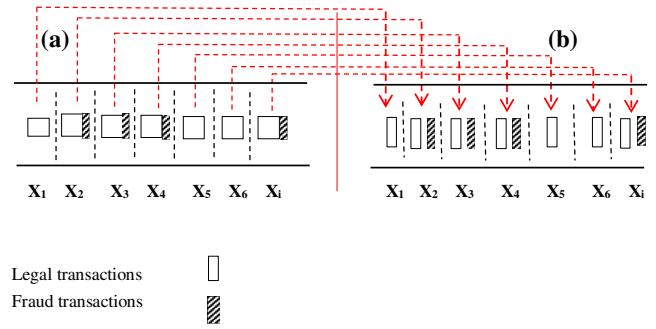 (a) (b)
X1 X2 X3 X4 X5 X6 Xi X1 X2 X3 X4 X5 X6 Xi
Legal transactions
Fraud transactions